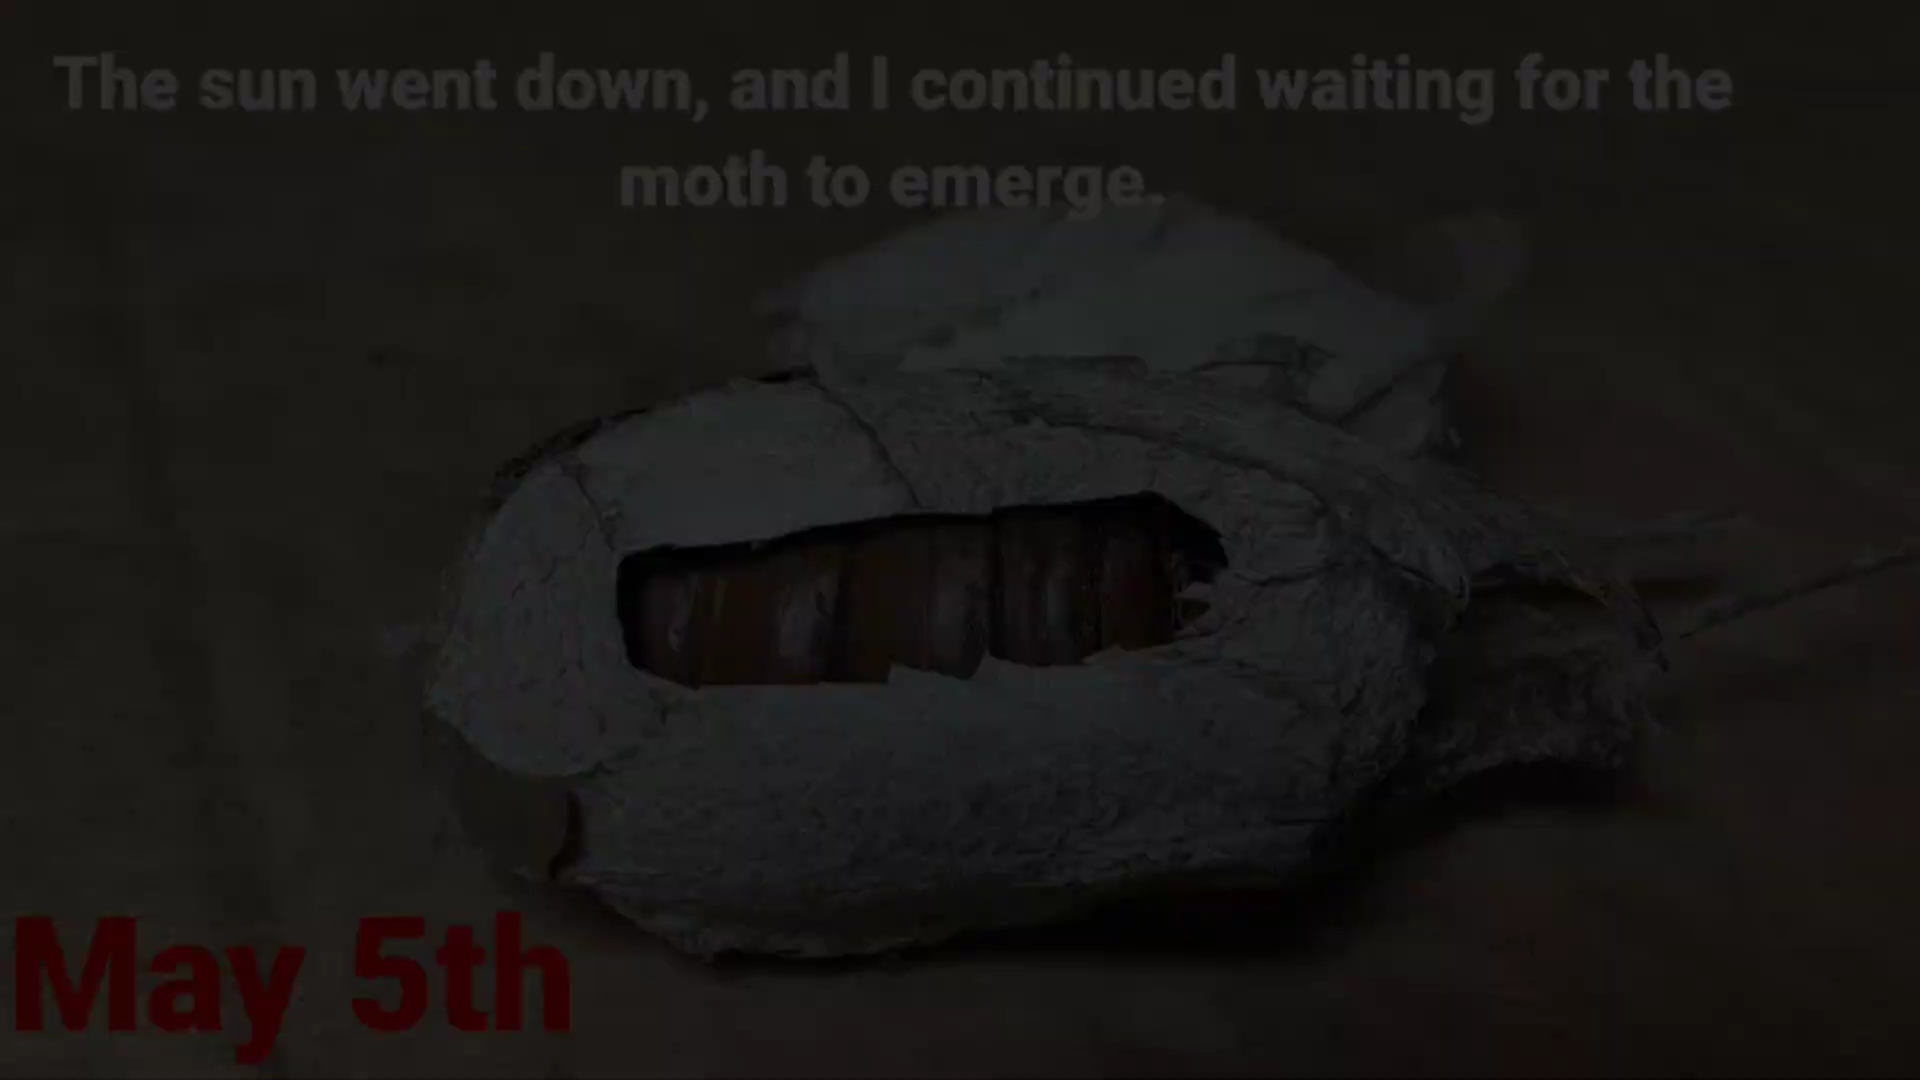 The sun went down, and I continued waiting for the
moth to emerge.
May 5th